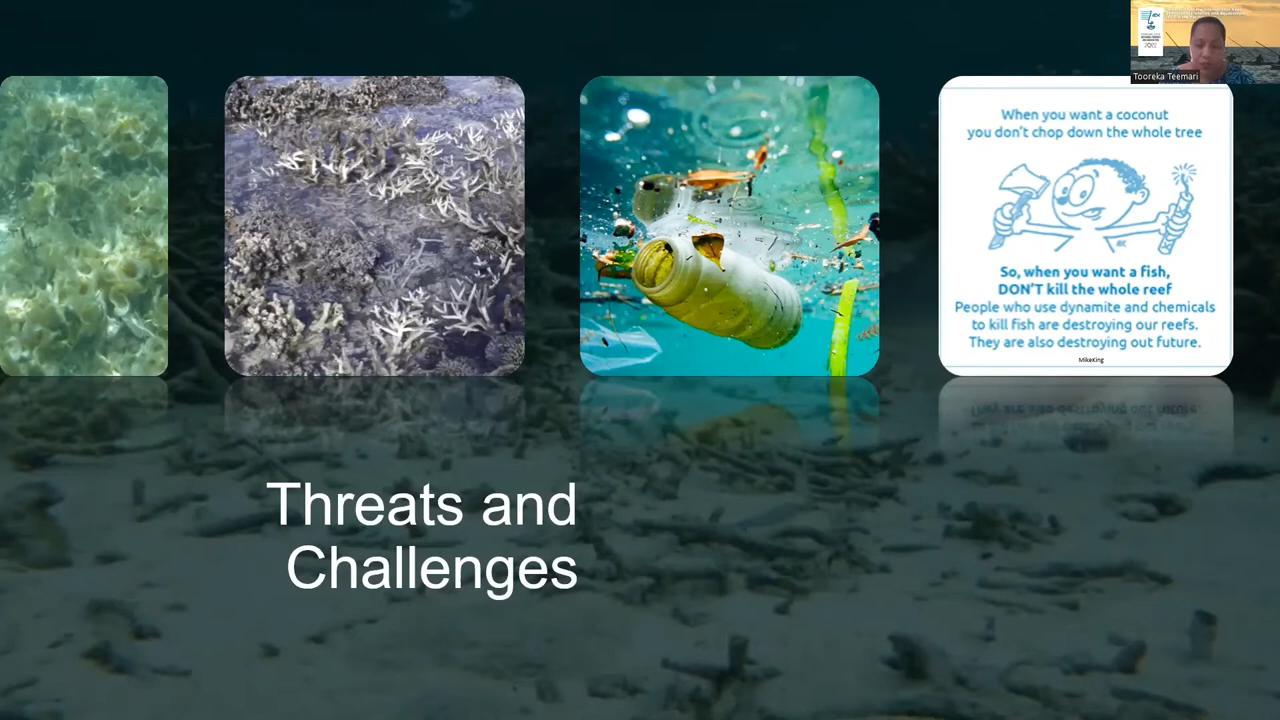 2022
Tooreka Teemari
When you want a coconut
you don't chop down the whole tree
So, when you want a fish,
DON'T kill the whole reef
People who use dynamite and chemicals
to kill fish are destroying our reefs.
They are also destroying out future.
MikeKing
Threats and
Challenges